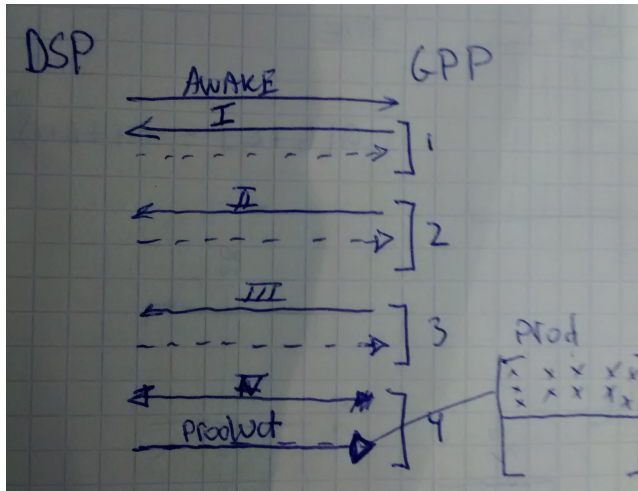 DSP GPP
AWAKE
I
1
II
2
III
3
Prod
x x x x x
x x x x x
x
IV
Product
4